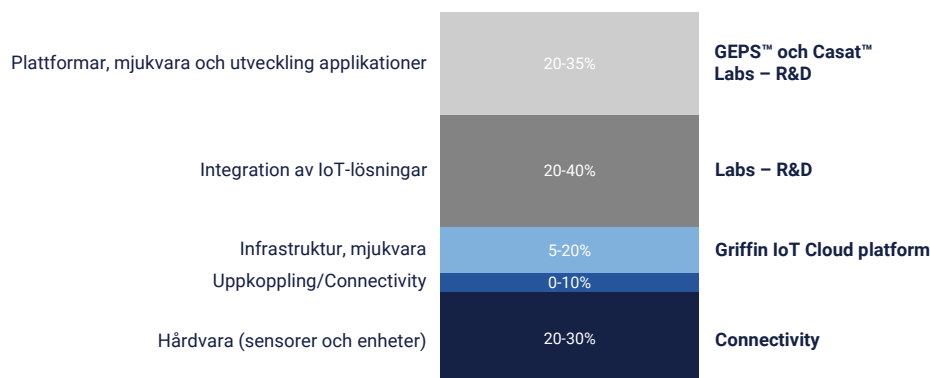 Plattformar, mjukvara och utveckling applikationer
20-35%
GEPS™ och Casat™
Labs – R&D
Integration av IoT-lösningar
20-40%
Labs – R&D
Infrastruktur, mjukvara
5-20%
Griffin IoT Cloud platform
Uppkoppling/Connectivity
0-10%
Hårdvara (sensorer och enheter)
20-30%
Connectivity